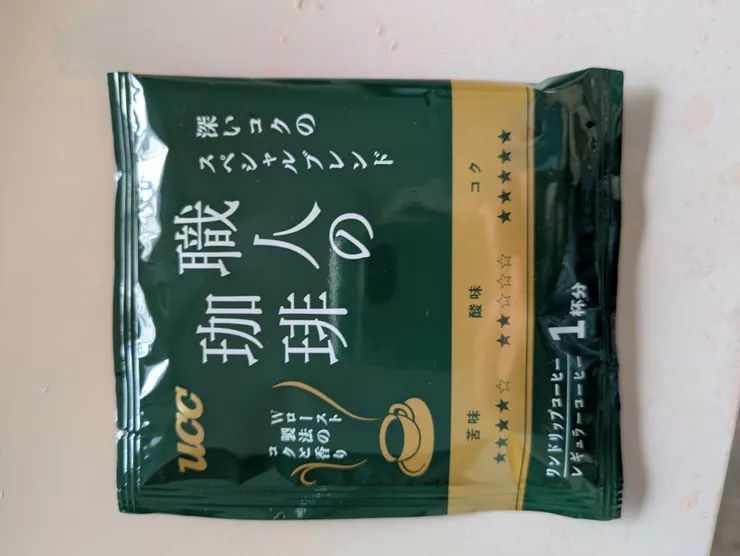 UCC
深いコクの
スペシャルブレンド
職人の
珈琲
Wロースト
製法の
コクと香り
苦味 酸味 コク
★★★★☆ ★★☆☆☆ ★★★★★
ワンドリップコーヒー
レギュラーコーヒー
1杯分